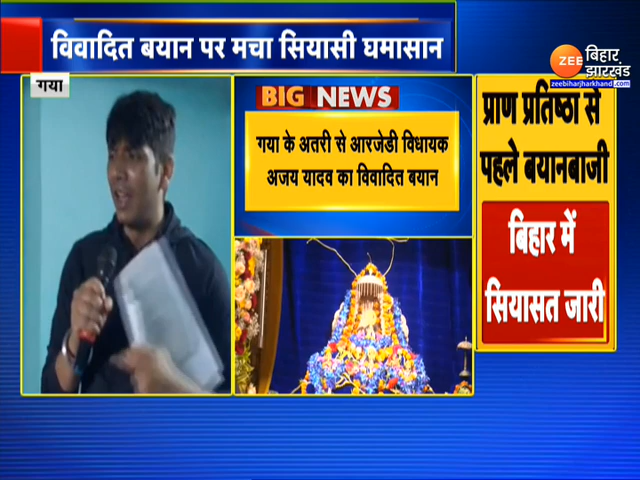 विवादित बयान पर मचा सियासी घमासान
ZEE बिहार झारखंड
zeebiharjharkhand.com
गया
BIG NEWS
गया के अतरी से आरजेडी विधायक
अजय यादव का विवादित बयान
प्राण प्रतिष्ठा से
पहले बयानबाजी
बिहार में
सियासत जारी